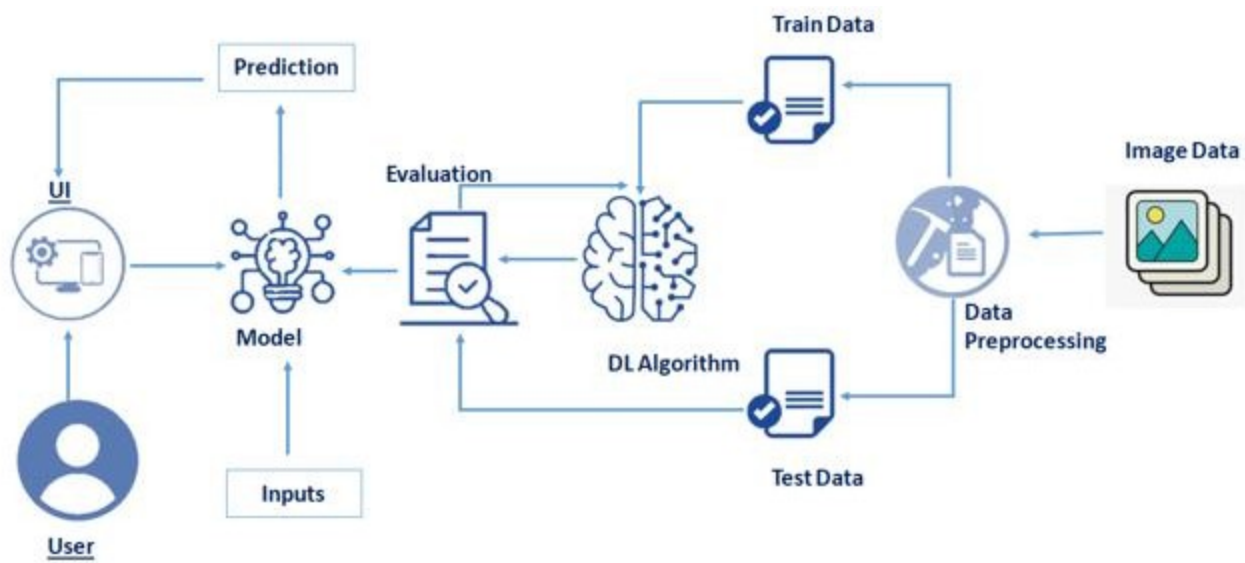 Train Data
Prediction
Image Data
Evaluation
UI
Data
Preprocessing
Model
DL Algorithm
Test Data
Inputs
User